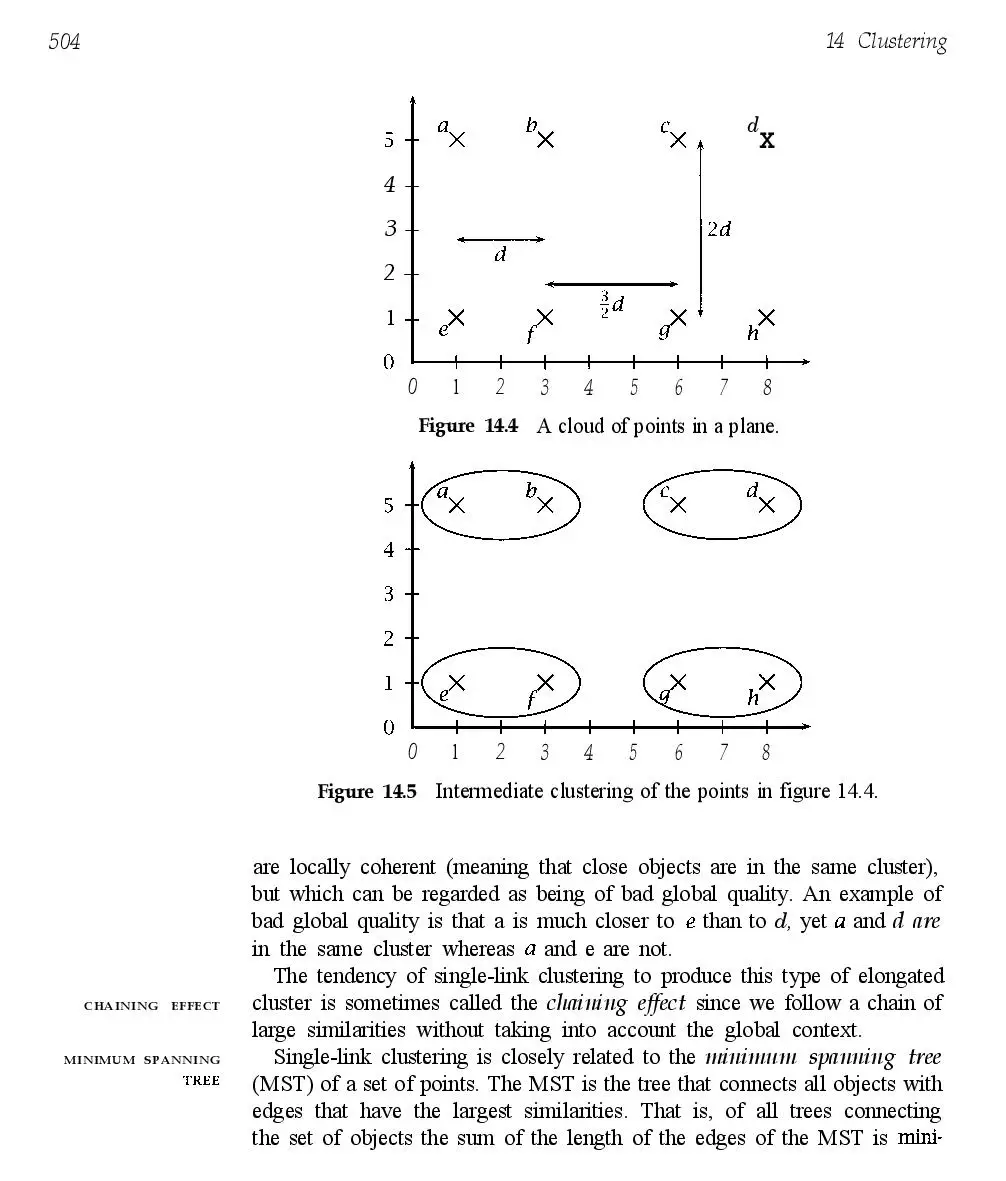 504
14 Clustering
a b c d
5
4
3
2d
d
2
3/2 d
1
e f g h
0
0 1 2 3 4 5 6 7 8
Figure 14.4 A cloud of points in a plane.
a b c d
5
4
3
2
1
e f g h
0
0 1 2 3 4 5 6 7 8
Figure 14.5 Intermediate clustering of the points in figure 14.4.
are locally coherent (meaning that close objects are in the same cluster),
but which can be regarded as being of bad global quality. An example of
bad global quality is that a is much closer to e than to d, yet a and d are
in the same cluster whereas a and e are not.
The tendency of single-link clustering to produce this type of elongated
CHAINING EFFECT cluster is sometimes called the chaining effect since we follow a chain of
large similarities without taking into account the global context.
MINIMUM SPANNING Single-link clustering is closely related to the minimum spanning tree
TREE (MST) of a set of points. The MST is the tree that connects all objects with
edges that have the largest similarities. That is, of all trees connecting
the set of objects the sum of the length of the edges of the MST is mini-